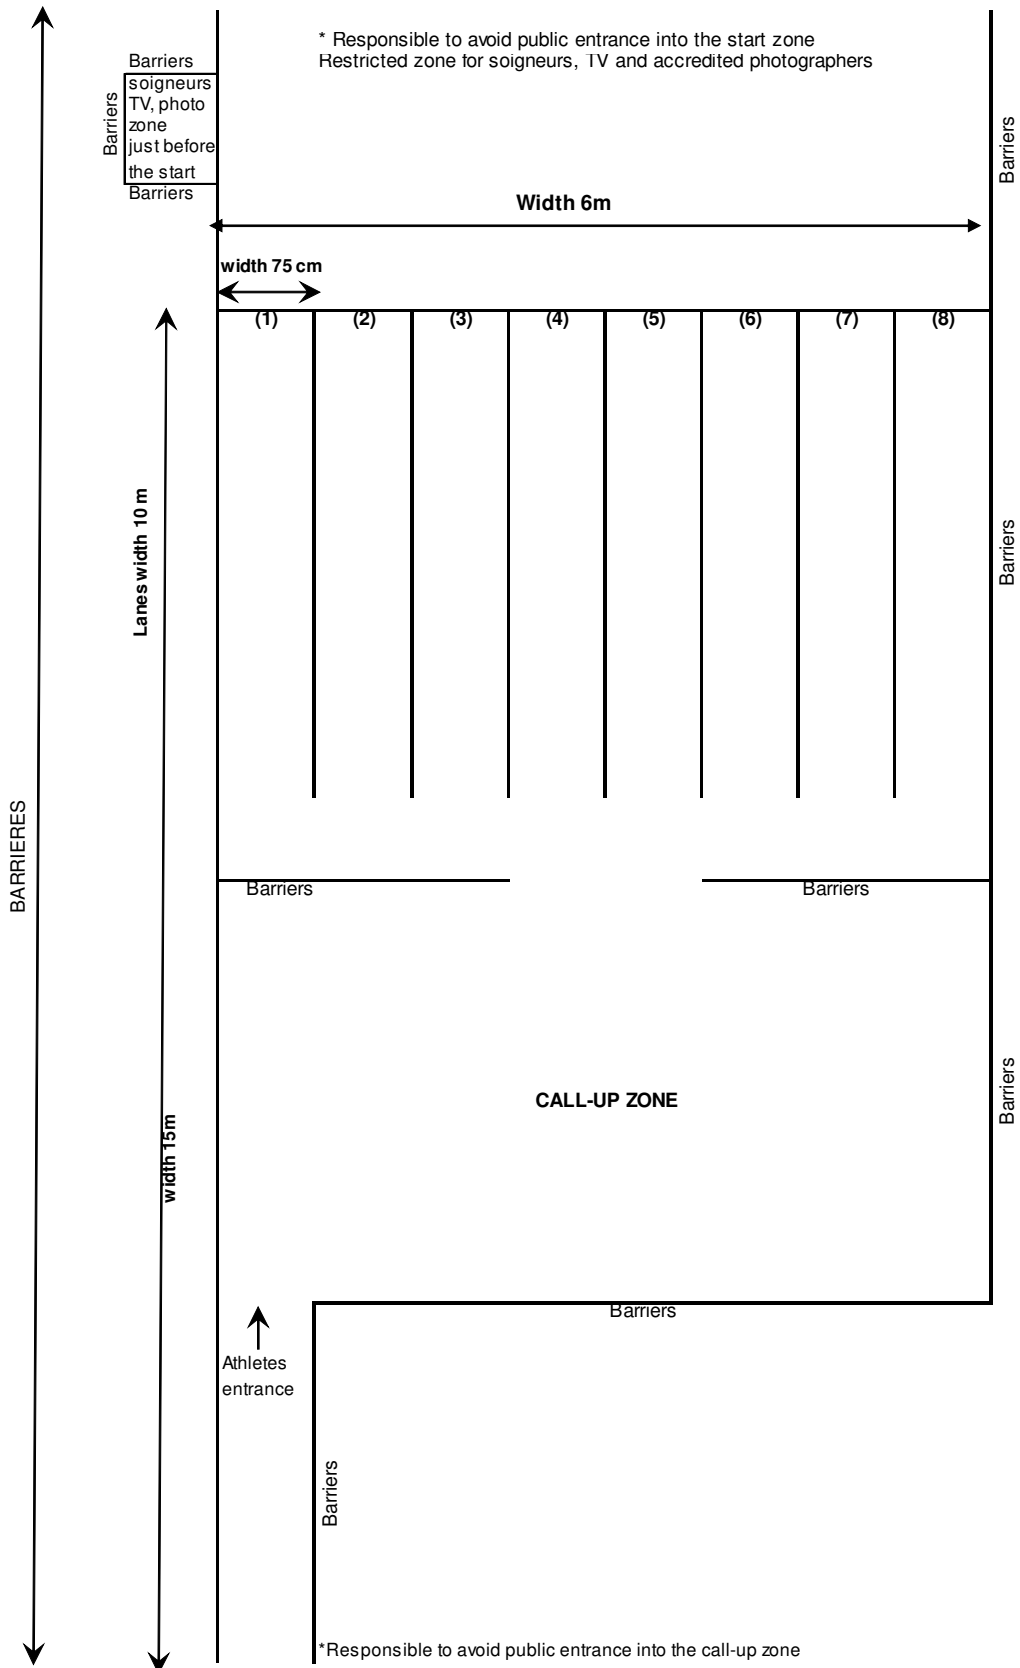 * Responsible to avoid public entrance into the start zone
Restricted zone for soigneurs, TV and accredited photographers
Barriers
Barriers
soigneurs
TV, photo
zone
just before
the start
Barriers
Barriers
Width 6m
width 75 cm
(1) (2) (3) (4) (5) (6) (7) (8)
Lanes width 10 m
Barriers
BARRIERES
Barriers Barriers
CALL-UP ZONE
Barriers
width 15m
Barriers
Athletes
entrance
Barriers
*Responsible to avoid public entrance into the call-up zone